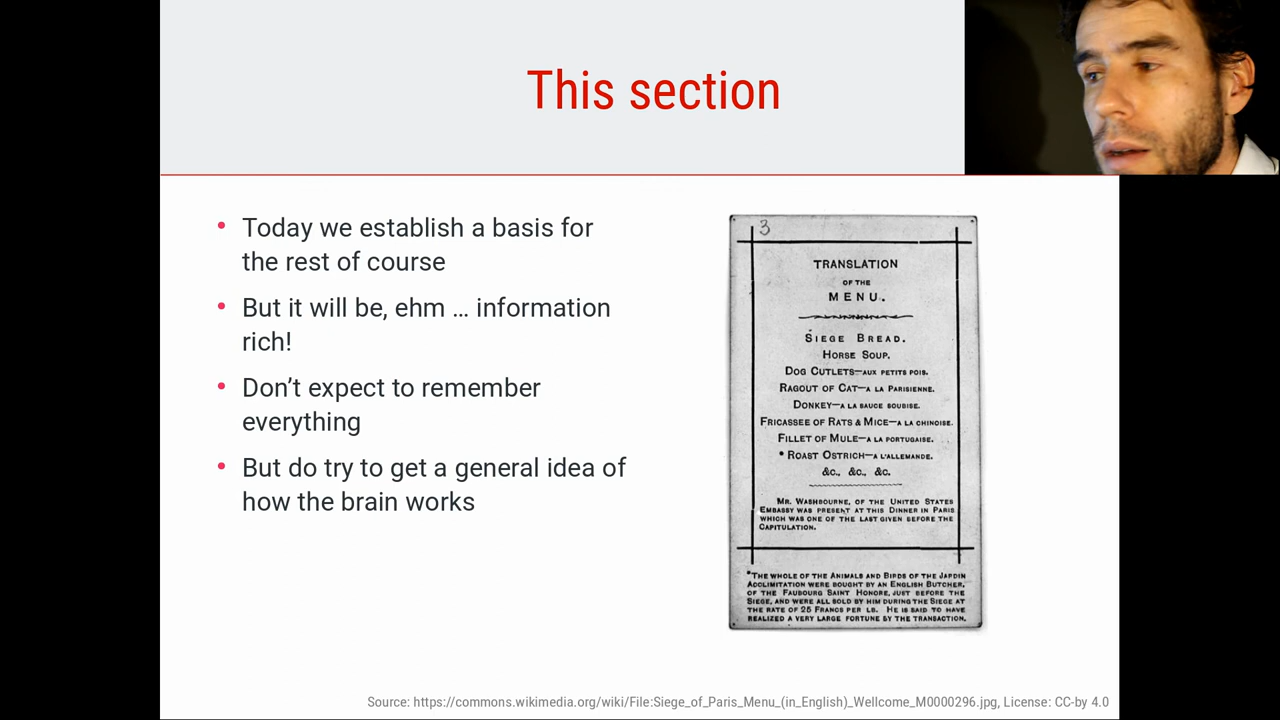 This section
• Today we establish a basis for
the rest of course
• But it will be, ehm … information
rich!
• Don’t expect to remember
everything
• But do try to get a general idea of
how the brain works
3
TRANSLATION
OF THE
MENU.
SIEGE BREAD.
HORSE SOUP.
DOG CUTLETS—AUX PETITS POIS.
RAGOUT OF CAT—A LA PARISIENNE.
DONKEY—A LA SAUCE SOUBISE.
FRICASSEE OF RATS & MICE—A LA CHINOISE.
FILLET OF MULE—A LA PORTUGAISE.
* ROAST OSTRICH—A L'ALLEMANDE.
&c., &c., &c.
MR. WASHBOURNE, OF THE UNITED STATES
EMBASSY WAS PRESENT AT THIS DINNER IN PARIS
WHICH WAS ONE OF THE LAST GIVEN BEFORE THE
CAPITULATION.
*THE WHOLE OF THE ANIMALS AND BIRDS OF THE JARDIN
ACCLIMITATION WERE BOUGHT BY AN ENGLISH BUTCHER,
OF THE FAUBOURG SAINT HONORE, JUST BEFORE THE
SIEGE, AND WERE ALL SOLD BY HIM DURING THE SIEGE AT
THE RATE OF 25 FRANCS PER LB. HE IS SAID TO HAVE
REALIZED A VERY LARGE FORTUNE BY THE TRANSACTION.
Source: https://commons.wikimedia.org/wiki/File:Siege_of_Paris_Menu_(in_English)_Wellcome_M0000296.jpg, License: CC-by 4.0